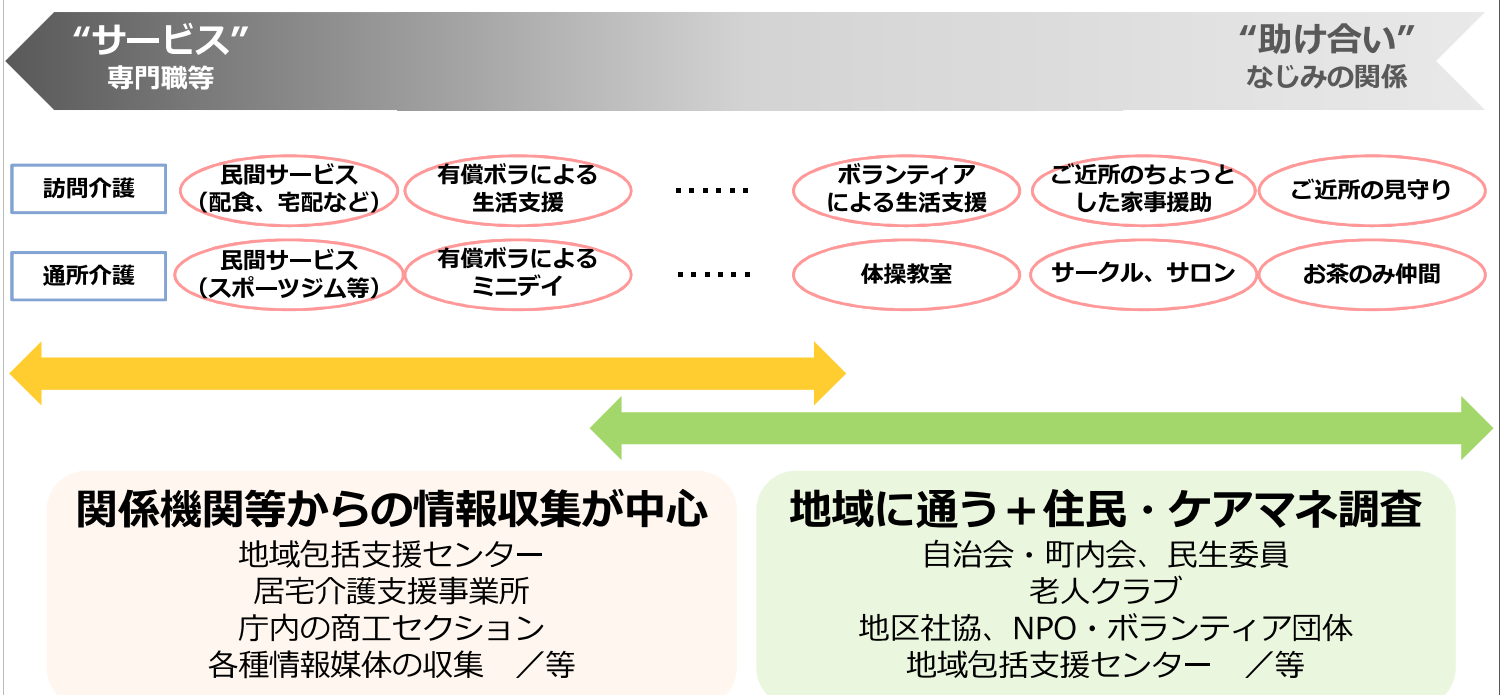 “サービス”
専門職等
“助け合い”
なじみの関係
訪問介護
民間サービス
（配食、宅配など）
有償ボラによる
生活支援
……
ボランティア
による生活支援
ご近所のちょっと
した家事援助
ご近所の見守り
通所介護
民間サービス
（スポーツジム等）
有償ボラによる
ミニデイ
……
体操教室
サークル、サロン
お茶のみ仲間
関係機関等からの情報収集が中心
地域包括支援センター
居宅介護支援事業所
庁内の商工セクション
各種情報媒体の収集　／等
地域に通う＋住民・ケアマネ調査
自治会・町内会、民生委員
老人クラブ
地区社協、NPO・ボランティア団体
地域包括支援センター　／等